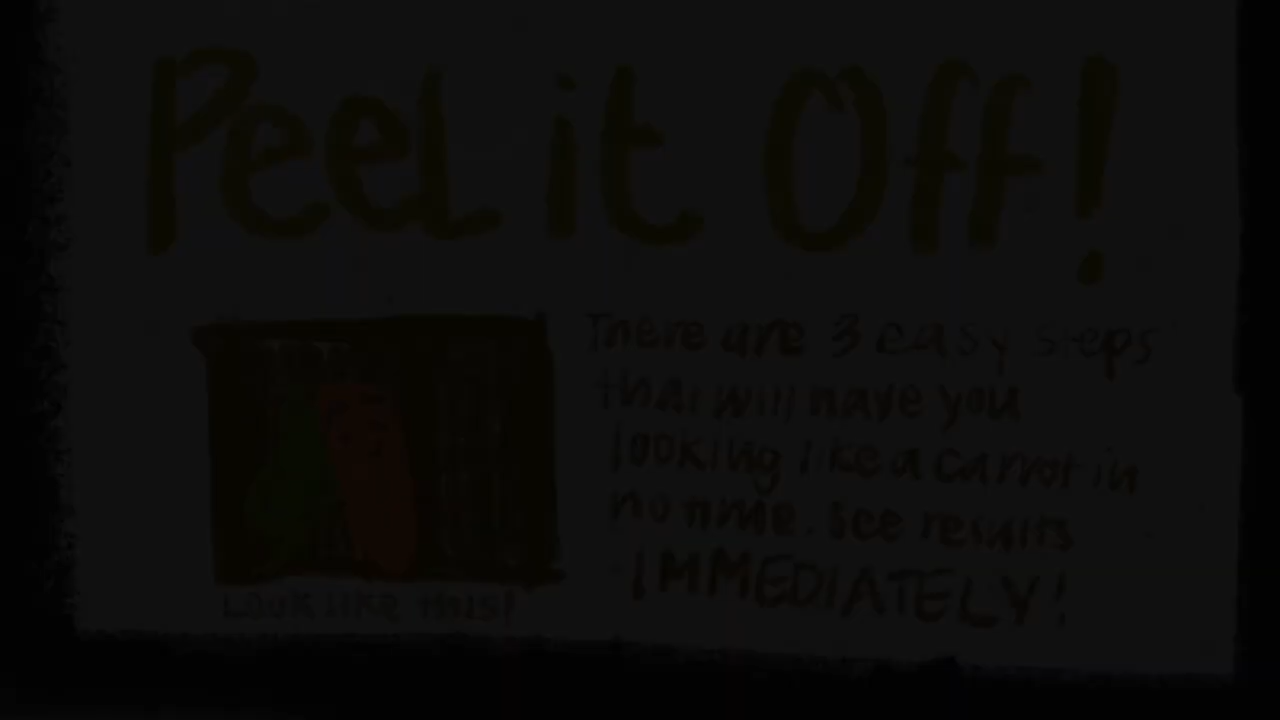 Peel it Off!
There are 3 easy steps
that will have you
looking like a carrot in
no time. See results
IMMEDIATELY!
Look like this!